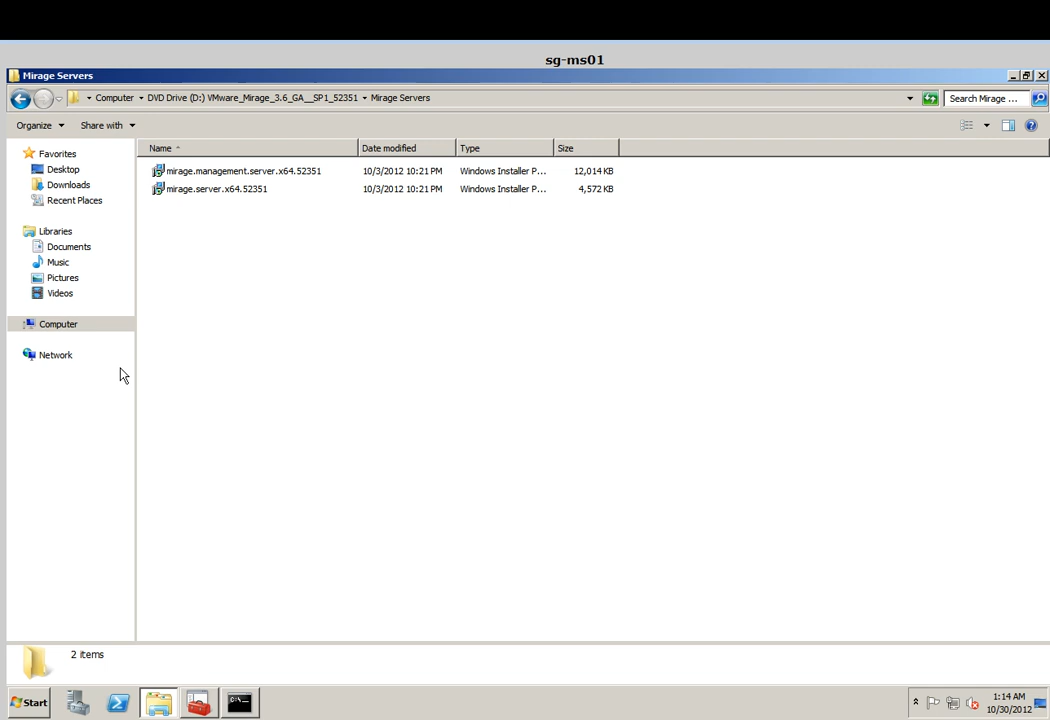 sg-ms01
Mirage Servers
Computer DVD Drive (D:) VMware_Mirage_3.6_GA__SP1_52351 Mirage Servers
Search Mirage ...
Organize Share with
Name Date modified Type Size
Favorites
Desktop
Downloads
Recent Places
Libraries
Documents
Music
Pictures
Videos
Computer
Network
mirage.management.server.x64.52351 10/3/2012 10:21 PM Windows Installer P... 12,014 KB
mirage.server.x64.52351 10/3/2012 10:21 PM Windows Installer P... 4,572 KB
2 items
Start
C:\.
1:14 AM
10/30/2012